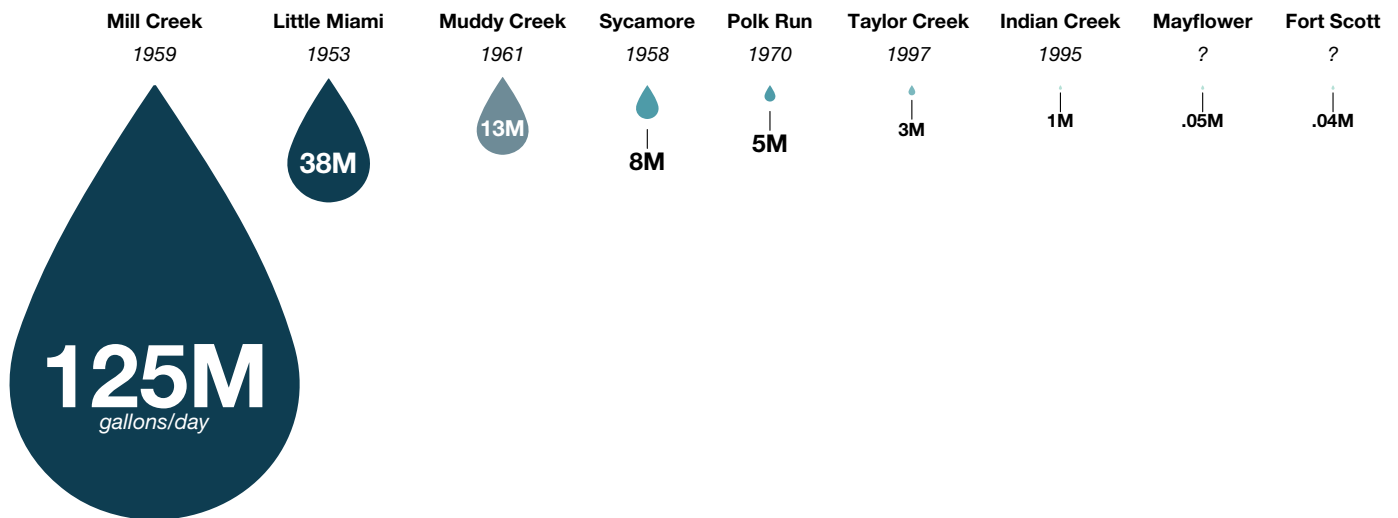 Mill Creek
1959
125M
gallons/day
Little Miami
1953
38M
Muddy Creek
1961
13M
Sycamore
1958
8M
Polk Run
1970
5M
Taylor Creek
1997
3M
Indian Creek
1995
1M
Mayflower
?
.05M
Fort Scott
?
.04M